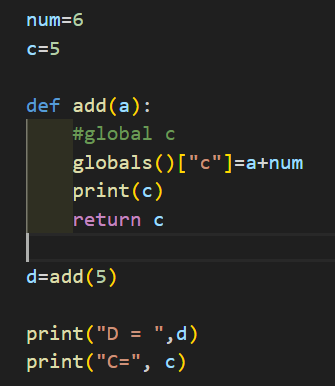 num=6
c=5
def add(a):
#global c
globals()["c"]=a+num
print(c)
return c
d=add(5)
print("D = ",d)
print("C=", c)